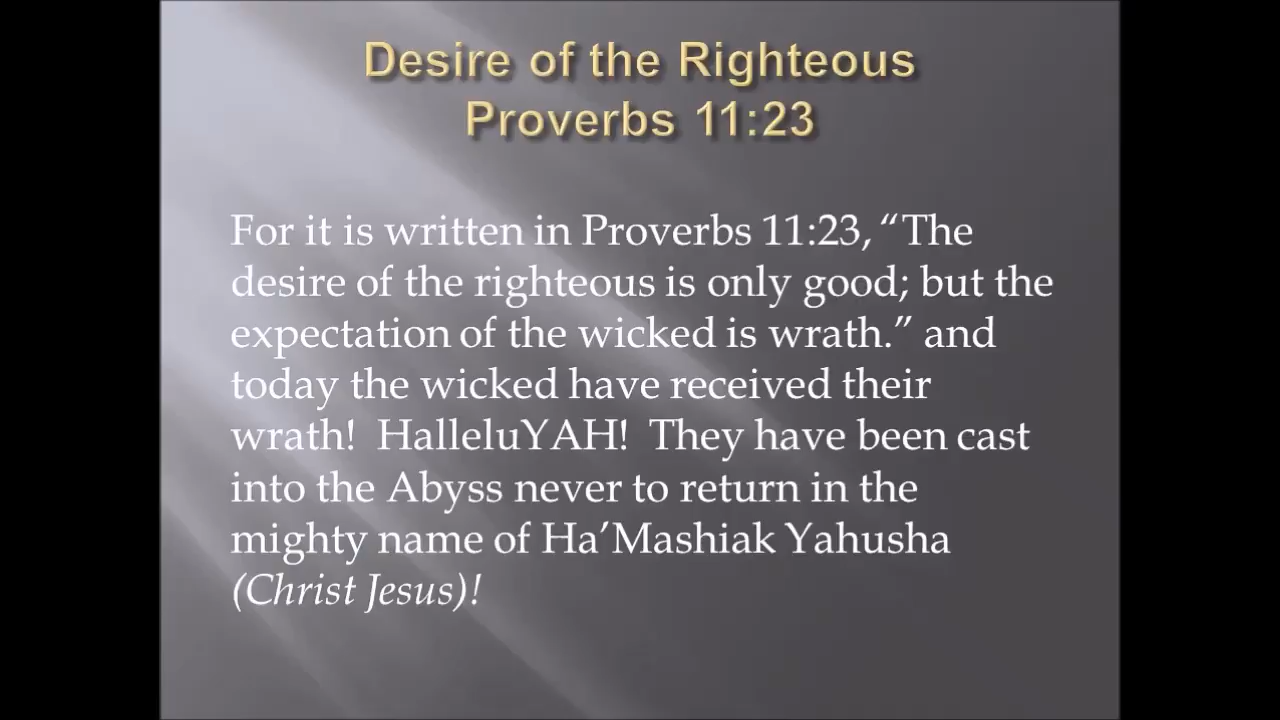 Desire of the Righteous
Proverbs 11:23
For it is written in Proverbs 11:23, “The
desire of the righteous is only good; but the
expectation of the wicked is wrath.” and
today the wicked have received their
wrath!  HalleluYAH!  They have been cast
into the Abyss never to return in the
mighty name of Ha’Mashiak Yahusha
(Christ Jesus)!